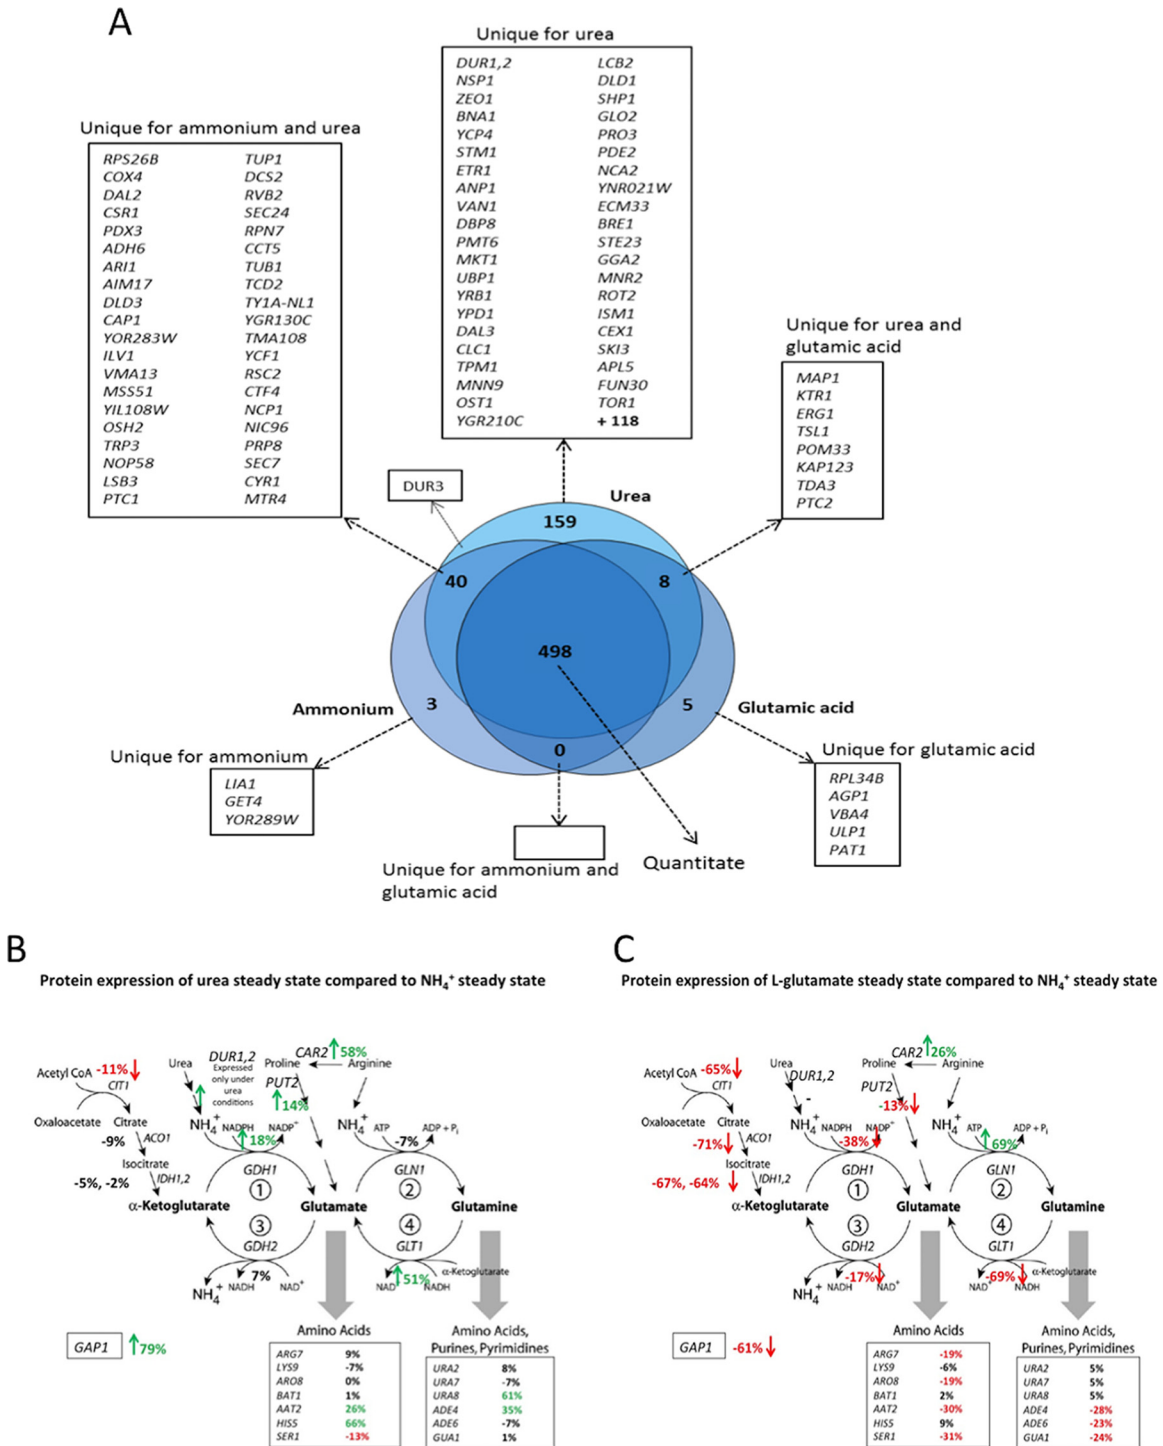 A
Unique for urea
DUR1,2 LCB2
NSP1 DLD1
ZEO1 SHP1
BNA1 GLO2
YCP4 PRO3
STM1 PDE2
ETR1 NCA2
ANP1 YNR021W
VAN1 ECM33
DBP8 BRE1
PMT6 STE23
MKT1 GGA2
UBP1 MNR2
YRB1 ROT2
YPD1 ISM1
DAL3 CEX1
CLC1 SKI3
TPM1 APL5
MNN9 FUN30
OST1 TOR1
YGR210C + 118
Unique for ammonium and urea
RPS26B TUP1
COX4 DCS2
DAL2 RVB2
CSR1 SEC24
PDX3 RPN7
ADH6 CCT5
ARI1 TUB1
AIM17 TCD2
DLD3 TY1A-NL1
CAP1 YGR130C
YOR283W TMA108
ILV1 YCF1
VMA13 RSC2
MSS51 CTF4
YIL108W NCP1
OSH2 NIC96
TRP3 PRP8
NOP58 SEC7
LSB3 CYR1
PTC1 MTR4
Unique for urea and
glutamic acid
MAP1
KTR1
ERG1
TSL1
POM33
KAP123
TDA3
PTC2
DUR3
Urea
159
40
8
498
Ammonium
3
5
Glutamic acid
0
Unique for ammonium
LIA1
GET4
YOR289W
Unique for glutamic acid
RPL34B
AGP1
VBA4
ULP1
PAT1
Unique for ammonium and
glutamic acid
Quantitate
B
Protein expression of urea steady state compared to NH4+ steady state
Acetyl CoA
-11%
CIT1
Oxaloacetate
Citrate
-9%
ACO1
Isocitrate
-5%, -2%
IDH1,2
α-Ketoglutarate
Urea
DUR1,2
Expressed
only under
urea
conditions
NH4+
NADPH
NADP+
18%
GDH1
1
Proline
CAR2
58%
Arginine
PUT2
14%
NH4+
ATP
-7%
ADP + Pi
GLN1
2
Glutamate
Glutamine
3
GDH2
7%
NH4+
NADH
NAD+
4
GLT1
NAD+
51%
NADH
α-Ketoglutarate
GAP1
79%
Amino Acids
ARG7 9%
LYS9 -7%
ARO8 0%
BAT1 1%
AAT2 26%
HIS5 66%
SER1 -13%
Amino Acids,
Purines, Pyrimidines
URA2 8%
URA7 -7%
URA8 61%
ADE4 35%
ADE6 -7%
GUA1 1%
C
Protein expression of L-glutamate steady state compared to NH4+ steady state
Acetyl CoA
-65%
CIT1
Oxaloacetate
Citrate
-71%
ACO1
Isocitrate
-67%, -64%
IDH1,2
α-Ketoglutarate
Urea
DUR1,2
-
NH4+
NADPH
NADP+
-38%
GDH1
1
Proline
CAR2
26%
Arginine
PUT2
-13%
NH4+
ATP
69%
ADP + Pi
GLN1
2
Glutamate
Glutamine
3
GDH2
-17%
NH4+
NADH
NAD+
4
GLT1
NAD+
-69%
NADH
α-Ketoglutarate
GAP1
-61%
Amino Acids
ARG7 -19%
LYS9 -6%
ARO8 -19%
BAT1 2%
AAT2 -30%
HIS5 9%
SER1 -31%
Amino Acids,
Purines, Pyrimidines
URA2 5%
URA7 5%
URA8 5%
ADE4 -28%
ADE6 -23%
GUA1 -24%